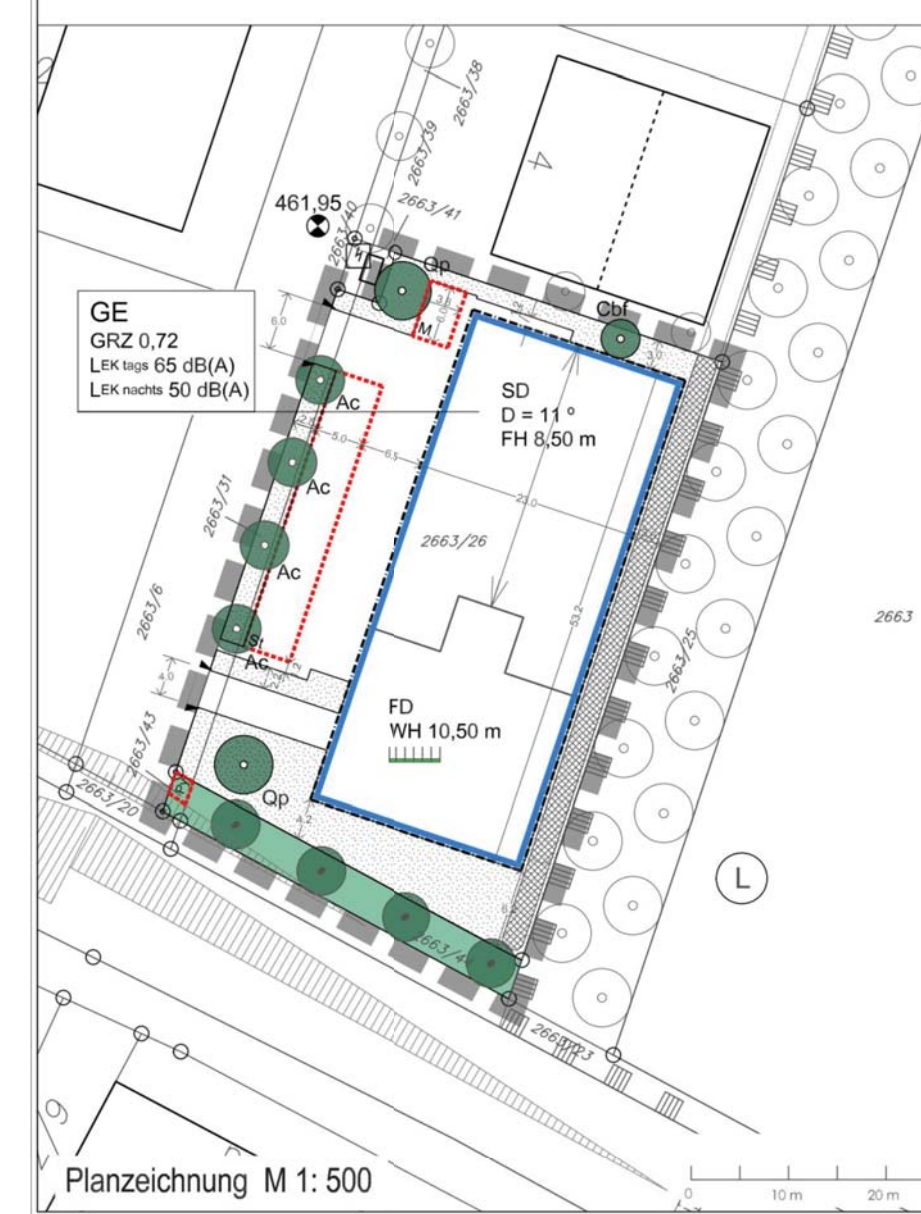 2663/38
2663/39
4
2663/41
461,95
2663/40
Qp
Cbf
GE
GRZ 0,72
LEK tags 65 dB(A)
LEK nachts 50 dB(A)
6.0
M
3.0
SD
D = 11 º
FH 8,50 m
Ac
5.0
6.5
Ac
23.0
2663/31
2663/26
Ac
53.2
2663/6
2663
2663/25
St
Ac
4.0
2.2
FD
WH 10,50 m
2663/43
Qp
2663/20
4.2
L
2663/23
Planzeichnung M 1: 500
0 10 m 20 m